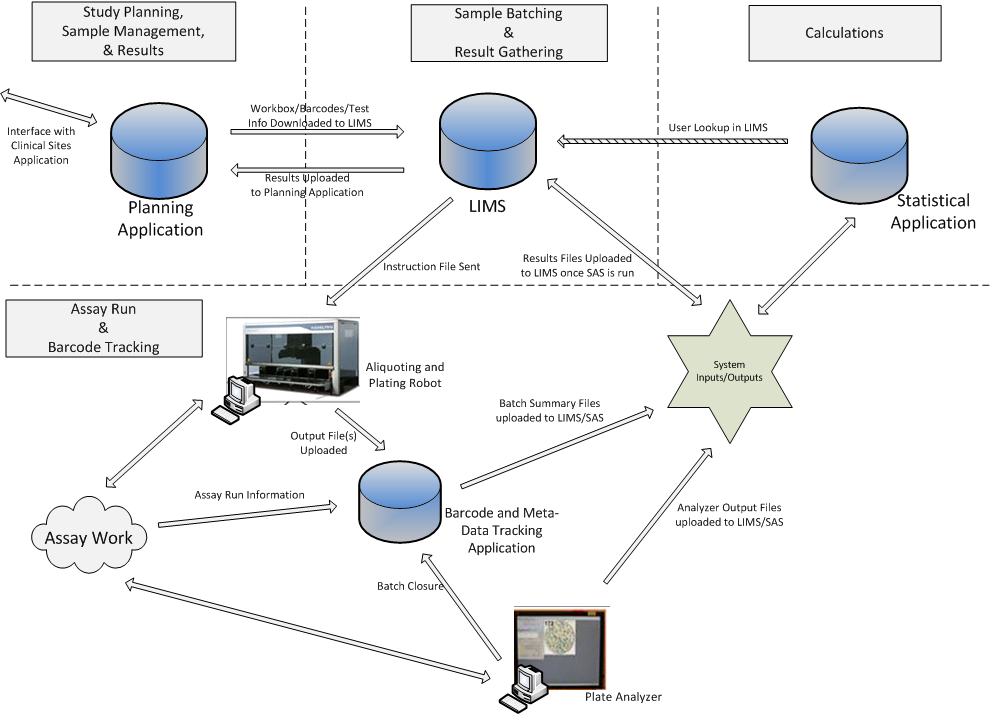 Study Planning,
Sample Management,
& Results
Sample Batching
&
Result Gathering
Calculations
Interface with
Clinical Sites
Application
Workbox/Barcodes/Test
Info Downloaded to LIMS
Results Uploaded
to Planning Application
User Lookup in LIMS
Planning
Application
LIMS
Statistical
Application
Instruction File Sent
Results Files Uploaded
to LIMS once SAS is run
Assay Run
&
Barcode Tracking
Aliquoting and
Plating Robot
System
Inputs/Outputs
Output File(s)
Uploaded
Batch Summary Files
uploaded to LIMS/SAS
Assay Run Information
Assay Work
Barcode and Meta-
Data Tracking
Application
Analyzer Output Files
uploaded to LIMS/SAS
Batch Closure
Plate Analyzer